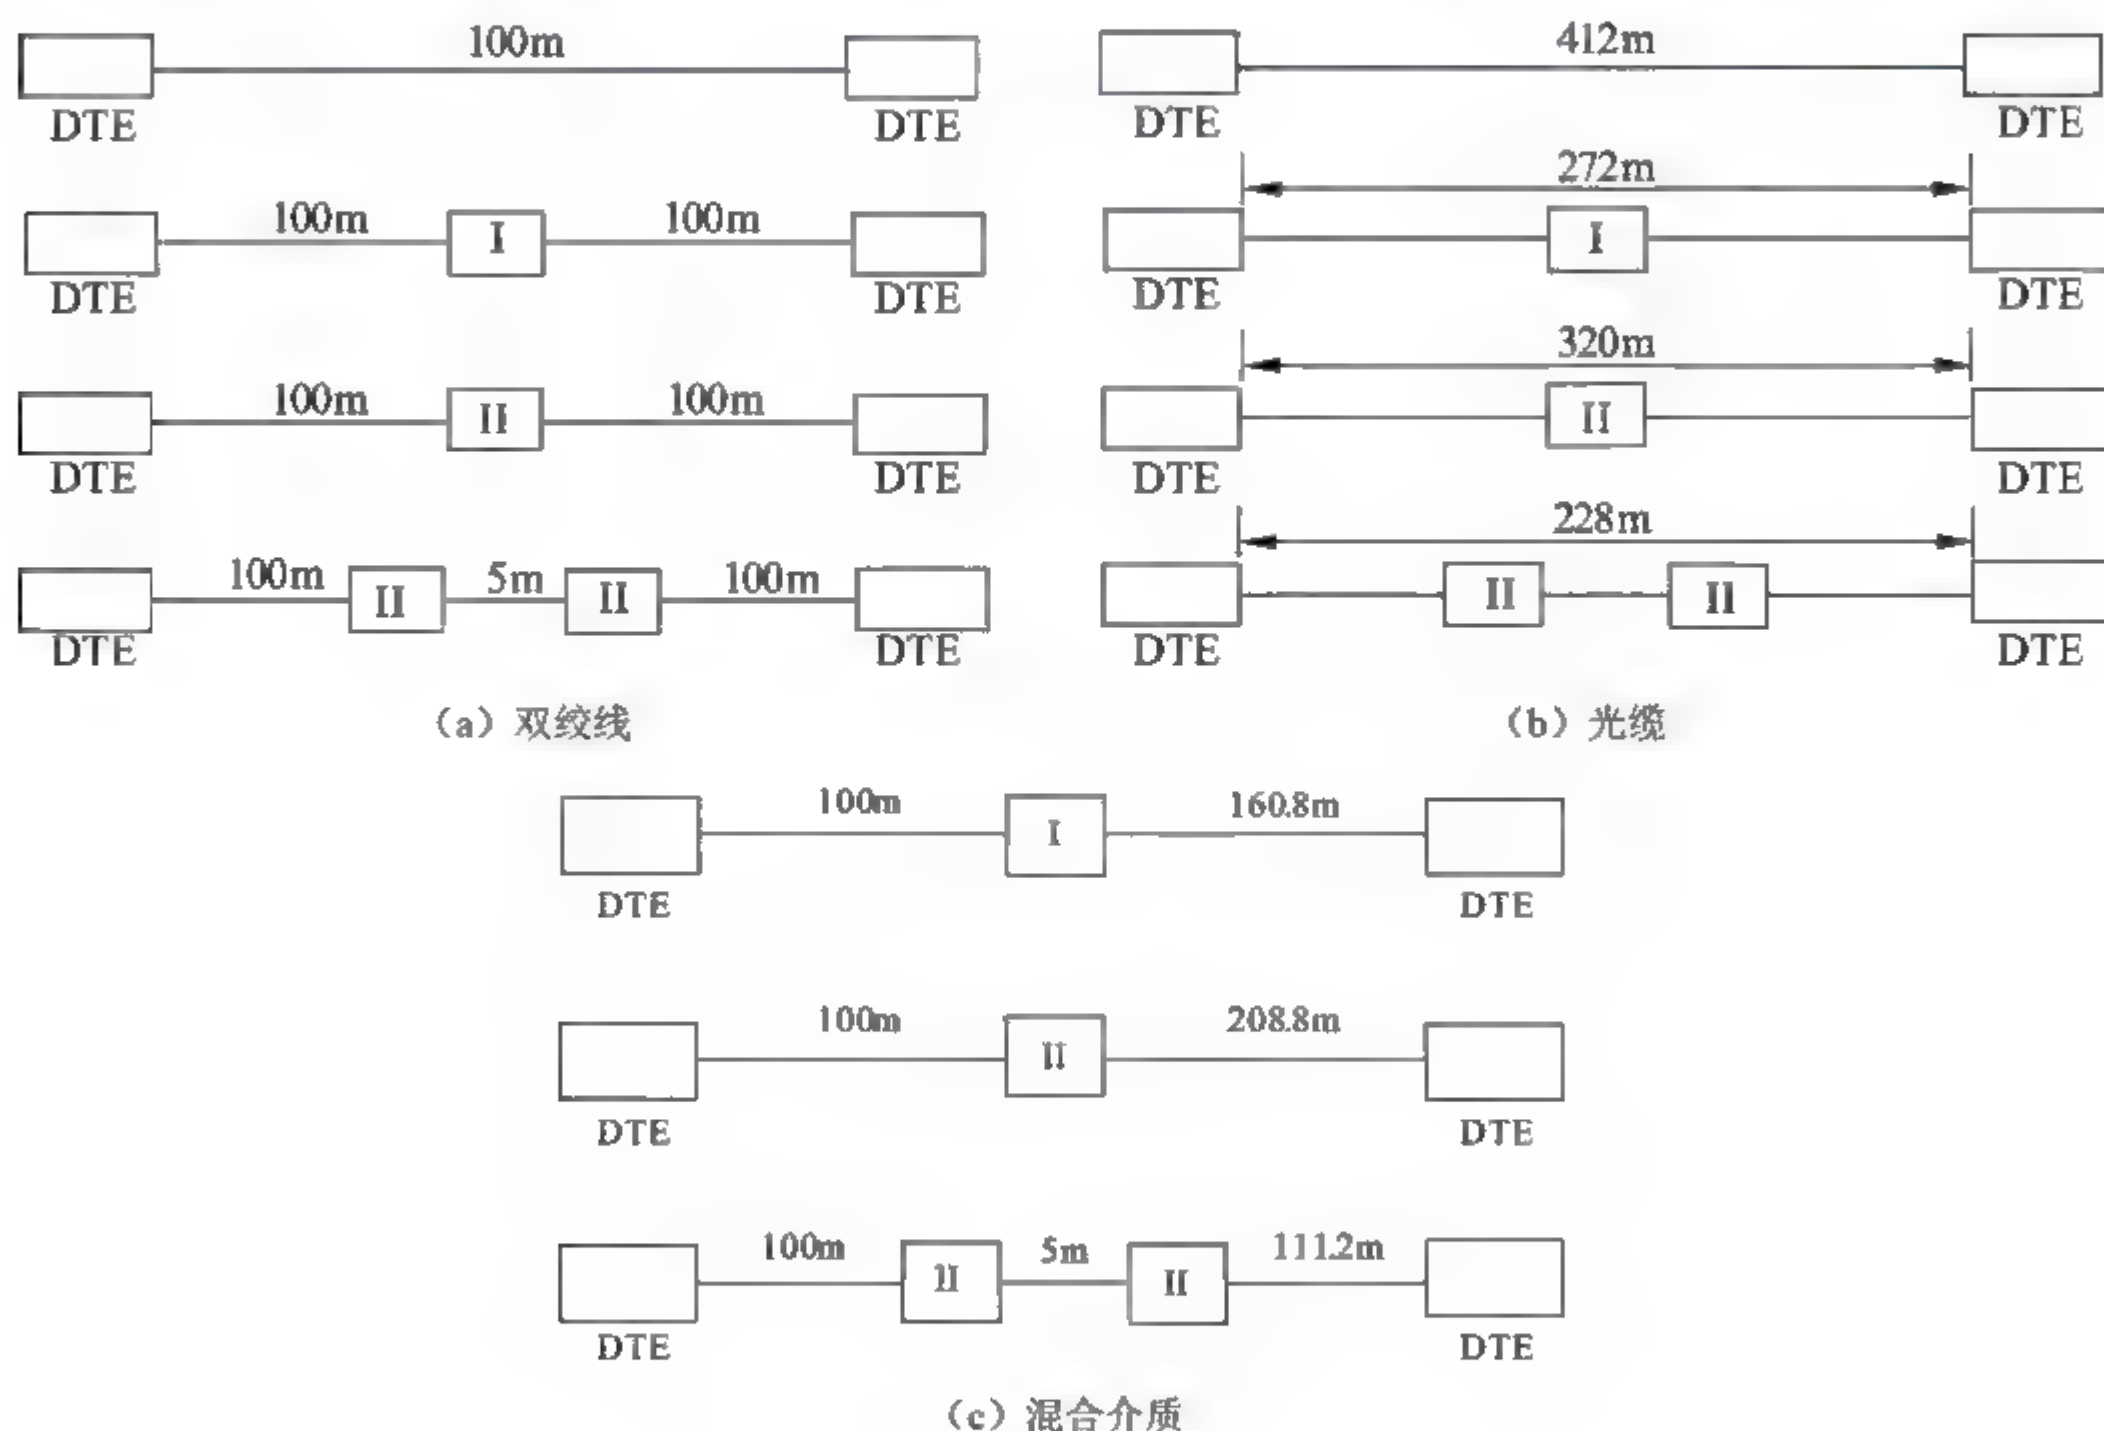 100m
DTE DTE
100m I 100m
DTE DTE
100m II 100m
DTE DTE
100m II 5m II 100m
DTE DTE
(a) 双绞线
412m
DTE DTE
272m
I
DTE DTE
320m
II
DTE DTE
228m
II II
DTE DTE
(b) 光缆
100m I 160.8m
DTE DTE
100m II 208.8m
DTE DTE
100m II 5m II 111.2m
DTE DTE
(c) 混合介质